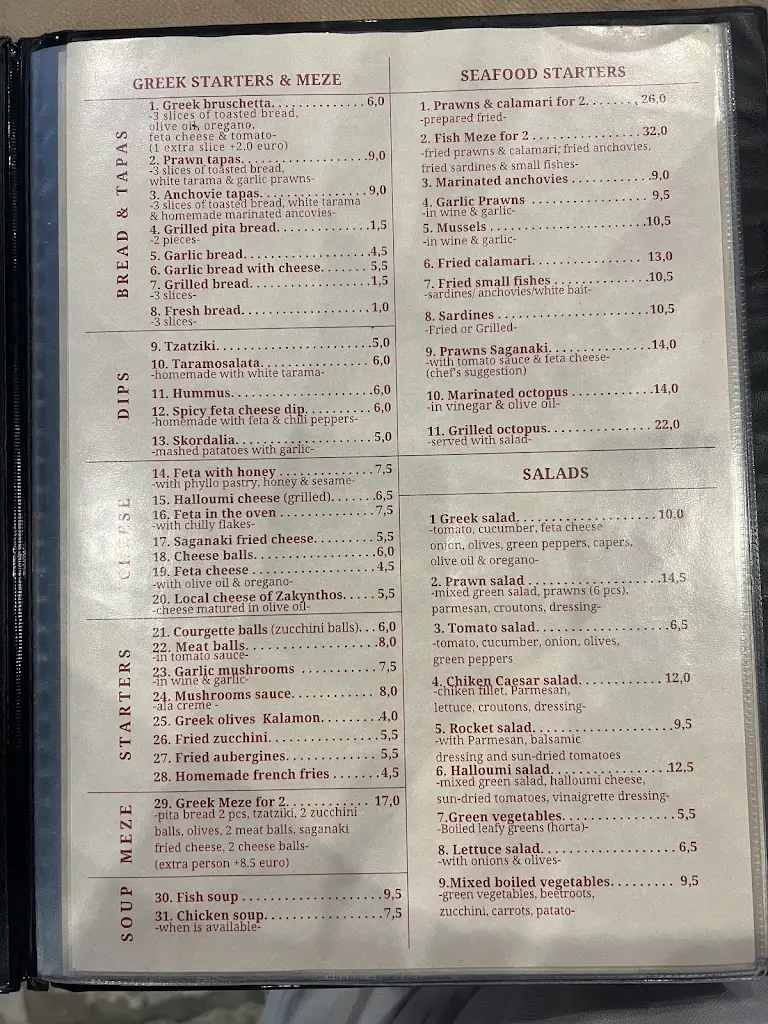 GREEK STARTERS & MEZE
BREAD & TAPAS
1. Greek bruschetta. . . . . . . . . . . . 6,0
-3 slices of toasted bread,
olive oil, oregano,
feta cheese & tomato-
(1 extra slice +2.0 euro)
2. Prawn tapas. . . . . . . . . . . . . . . . .9,0
-3 slices of toasted bread,
white tarama & garlic prawns-
3. Anchovie tapas. . . . . . . . . . . . . . 9,0
-3 slices of toasted bread, white tarama
& homemade marinated ancovies-
4. Grilled pita bread. . . . . . . . . . . . .1,5
-2 pieces-
5. Garlic bread. . . . . . . . . . . . . . . . .4,5
6. Garlic bread with cheese. . . . . . . 5,5
7. Grilled bread. . . . . . . . . . . . . . . .1,5
-3 slices-
8. Fresh bread. . . . . . . . . . . . . . . . . 1,0
-3 slices-
DIPS
9. Tzatziki. . . . . . . . . . . . . . . . . . . . .5,0
10. Taramosalata. . . . . . . . . . . . . . . 6,0
-homemade with white tarama-
11. Hummus. . . . . . . . . . . . . . . . . . .6,0
12. Spicy feta cheese dip. . . . . . . . . 6,0
-homemade with feta & chili peppers-
13. Skordalia. . . . . . . . . . . . . . . . . . 5,0
-mashed patatoes with garlic-
CHEESE
14. Feta with honey . . . . . . . . . . . . .7,5
-with phyllo pastry, honey & sesame-
15. Halloumi cheese (grilled). . . . . . .6,5
16. Feta in the oven . . . . . . . . . . . . .7,5
-with chilly flakes-
17. Saganaki fried cheese. . . . . . . . .5,5
18. Cheese balls. . . . . . . . . . . . . . . . .6,0
19. Feta cheese . . . . . . . . . . . . . . . . 4,5
-with olive oil & oregano-
20. Local cheese of Zakynthos. . . . . 5,5
-cheese matured in olive oil-
STARTERS
21. Courgette balls (zucchini balls). . . 6,0
22. Meat balls. . . . . . . . . . . . . . . . . .8,0
-in tomato sauce-
23. Garlic mushrooms . . . . . . . . . . . 7,5
-in wine & garlic-
24. Mushrooms sauce. . . . . . . . . . . . 8,0
-ala creme -
25. Greek olives Kalamon. . . . . . . . .4,0
26. Fried zucchini. . . . . . . . . . . . . . .5,5
27. Fried aubergines. . . . . . . . . . . . . 5,5
28. Homemade french fries . . . . . . .4,5
MEZE
29. Greek Meze for 2. . . . . . . . . . . . 17,0
-pita bread 2 pcs, tzatziki, 2 zucchini
balls, olives, 2 meat balls, saganaki
fried cheese, 2 cheese balls-
(extra person +8.5 euro)
SOUP
30. Fish soup . . . . . . . . . . . . . . . . . .9,5
31. Chicken soup. . . . . . . . . . . . . . . .7,5
-when is available-
SEAFOOD STARTERS
1. Prawns & calamari for 2. . . . . . . , 26,0
-prepared fried-
2. Fish Meze for 2 . . . . . . . . . . . . . . 32,0
-fried prawns & calamari; fried anchovies,
fried sardines & small fishes-
3. Marinated anchovies . . . . . . . . . . .9,0
4. Garlic Prawns . . . . . . . . . . . . . . . 9,5
-in wine & garlic-
5. Mussels . . . . . . . . . . . . . . . . . . . .10,5
-in wine & garlic-
6. Fried calamari. . . . . . . . . . . . . . . 13,0
7. Fried small fishes . . . . . . . . . . . . .10,5
-sardines/ anchovies/white bait-
8. Sardines . . . . . . . . . . . . . . . . . . . .10,5
-Fried or Grilled-
9. Prawns Saganaki. . . . . . . . . . . . . .14,0
-with tomato sauce & feta cheese-
(chef's suggestion)
10. Marinated octopus . . . . . . . . . . .14,0
-in vinegar & olive oil-
11. Grilled octopus. . . . . . . . . . . . . . 22,0
-served with salad-
SALADS
1 Greek salad. . . . . . . . . . . . . . . . . . 10,0
-tomato, cucumber, feta cheese
onion, olives, green peppers, capers,
olive oil & oregano-
2. Prawn salad . . . . . . . . . . . . . . . . .14,5
-mixed green salad, prawns (6 pcs),
parmesan, croutons, dressing-
3. Tomato salad. . . . . . . . . . . . . . . . .6,5
-tomato, cucumber, onion, olives,
green peppers
4. Chiken Caesar salad. . . . . . . . . . . 12,0
-chiken fillet, Parmesan,
lettuce, croutons, dressing-
5. Rocket salad. . . . . . . . . . . . . . . . . .9,5
-with Parmesan, balsamic
dressing and sun-dried tomatoes
6. Halloumi salad. . . . . . . . . . . . . . .12,5
-mixed green salad, halloumi cheese,
sun-dried tomatoes, vinaigrette dressing-
7.Green vegetables. . . . . . . . . . . . . . 5,5
-Boiled leafy greens (horta)-
8. Lettuce salad. . . . . . . . . . . . . . . . . 6,5
-with onions & olives-
9.Mixed boiled vegetables. . . . . . . . . 9,5
-green vegetables, beetroots,
zucchini, carrots, patato-